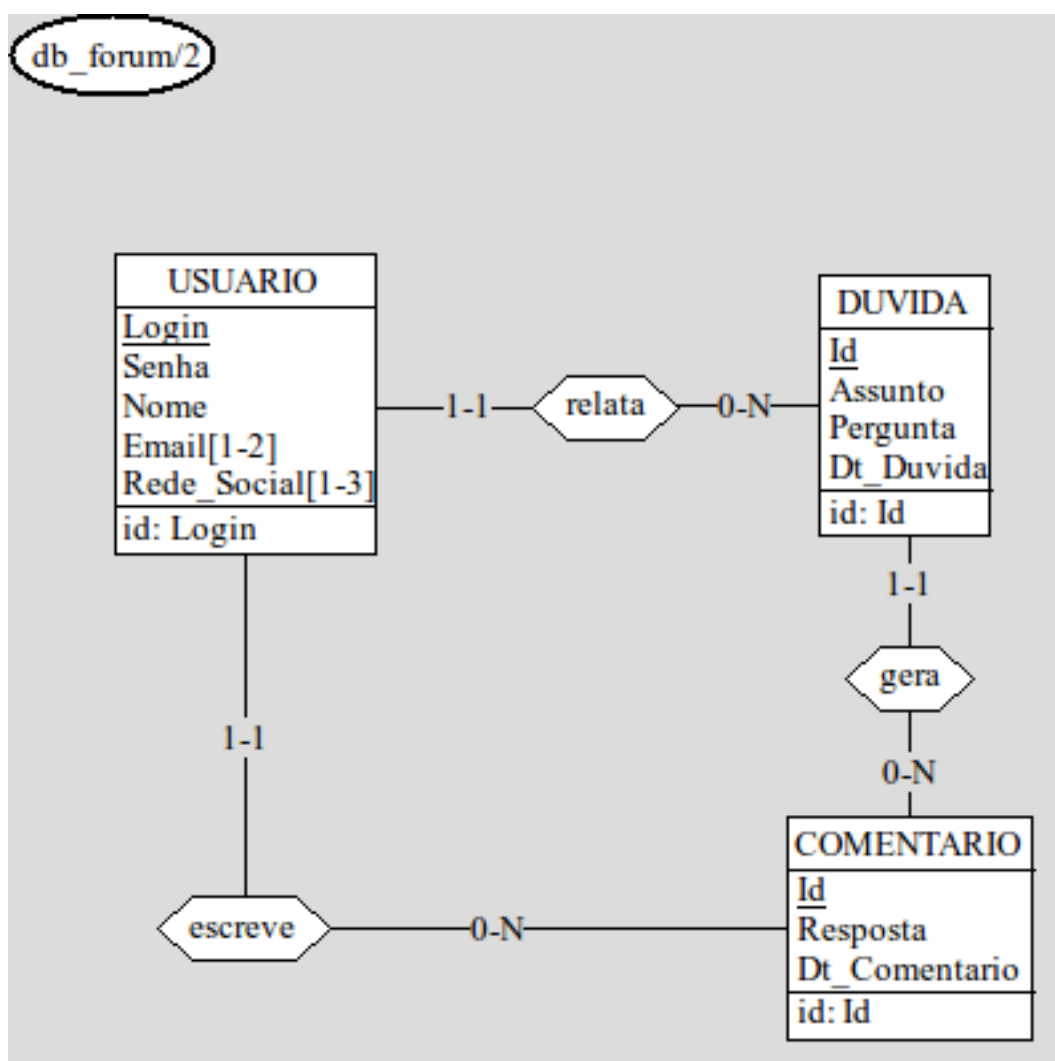 db_forum/2
USUARIO
Login
Senha
Nome
Email[1-2]
Rede_Social[1-3]
id: Login
1-1
relata
0-N
DUVIDA
Id
Assunto
Pergunta
Dt_Duvida
id: Id
1-1
gera
0-N
1-1
escreve
0-N
COMENTARIO
Id
Resposta
Dt_Comentario
id: Id